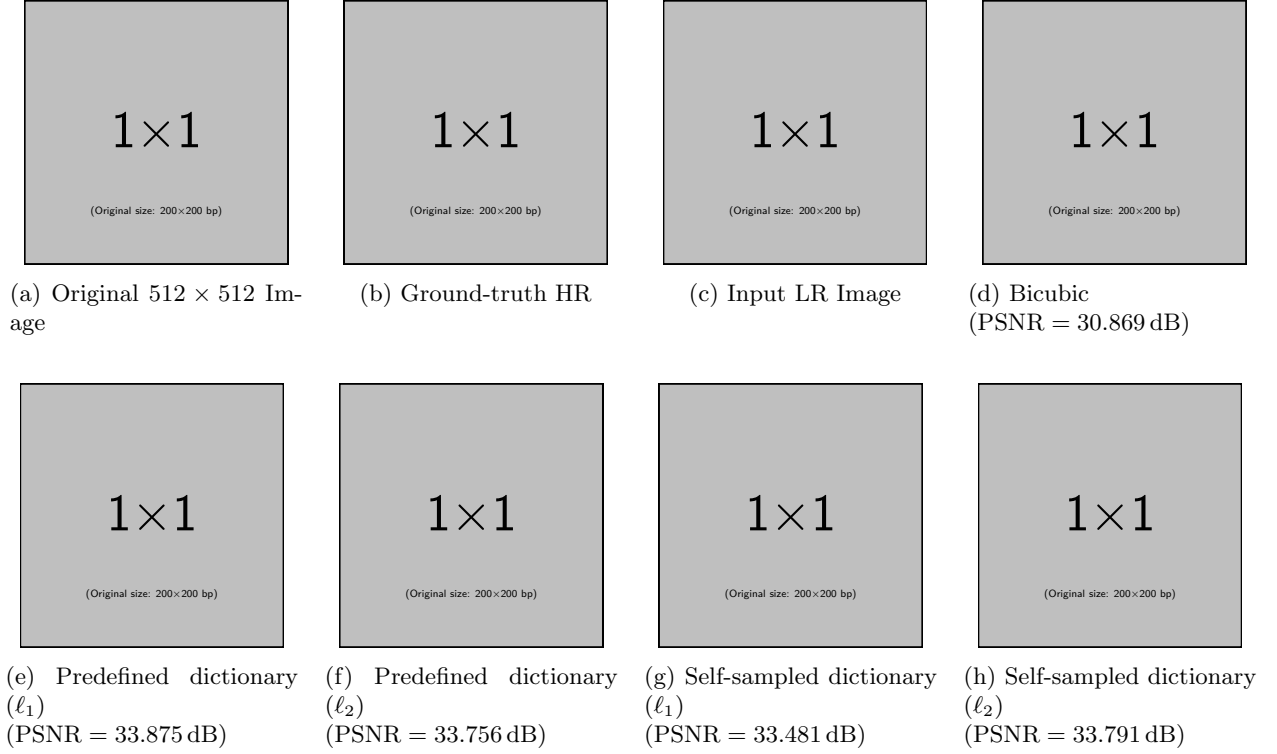 1×1
(Original size: 200×200 bp)
1×1
(Original size: 200×200 bp)
1×1
(Original size: 200×200 bp)
1×1
(Original size: 200×200 bp)
(a) Original 512 × 512 Im-
age
(b) Ground-truth HR
(c) Input LR Image
(d) Bicubic
(PSNR = 30.869 dB)
1×1
(Original size: 200×200 bp)
1×1
(Original size: 200×200 bp)
1×1
(Original size: 200×200 bp)
1×1
(Original size: 200×200 bp)
(e) Predefined dictionary
(ℓ₁)
(PSNR = 33.875 dB)
(f) Predefined dictionary
(ℓ₂)
(PSNR = 33.756 dB)
(g) Self-sampled dictionary
(ℓ₁)
(PSNR = 33.481 dB)
(h) Self-sampled dictionary
(ℓ₂)
(PSNR = 33.791 dB)